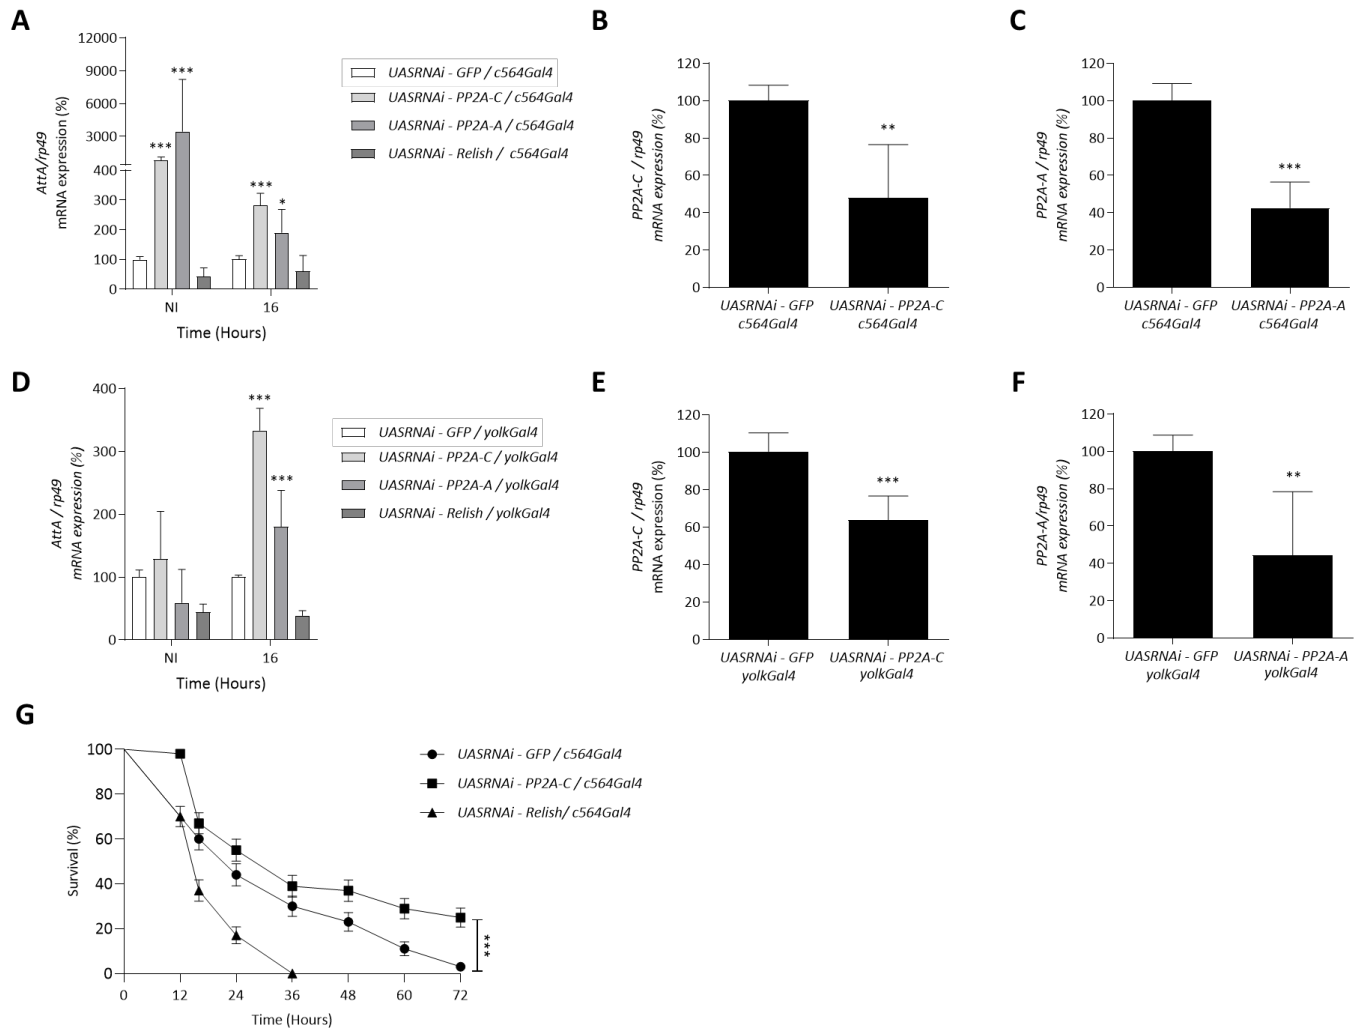 A
12000
9000
6000
3000
400
300
200
100
0
AttA/rp49
mRNA expression (%)
***
***
***
*
NI
16
Time (Hours)
UASRNAi - GFP / c564Gal4
UASRNAi - PP2A-C / c564Gal4
UASRNAi - PP2A-A / c564Gal4
UASRNAi - Relish / c564Gal4
B
120
100
80
60
40
20
0
PP2A-C / rp49
mRNA expression (%)
**
UASRNAi - GFP
c564Gal4
UASRNAi - PP2A-C
c564Gal4
C
120
100
80
60
40
20
0
PP2A-A / rp49
mRNA expression (%)
***
UASRNAi - GFP
c564Gal4
UASRNAi - PP2A-A
c564Gal4
D
400
300
200
100
0
AttA / rp49
mRNA expression (%)
***
***
NI
16
Time (Hours)
UASRNAi - GFP / yolkGal4
UASRNAi - PP2A-C / yolkGal4
UASRNAi - PP2A-A / yolkGal4
UASRNAi - Relish / yolkGal4
E
120
100
80
60
40
20
0
PP2A-C / rp49
mRNA expression (%)
***
UASRNAi - GFP
yolkGal4
UASRNAi - PP2A-C
yolkGal4
F
120
100
80
60
40
20
0
PP2A-A/rp49
mRNA expression (%)
**
UASRNAi - GFP
yolkGal4
UASRNAi - PP2A-A
yolkGal4
G
100
80
60
40
20
0
Survival (%)
0
12
24
36
48
60
72
Time (Hours)
***
UASRNAi - GFP / c564Gal4
UASRNAi - PP2A-C / c564Gal4
UASRNAi - Relish/ c564Gal4